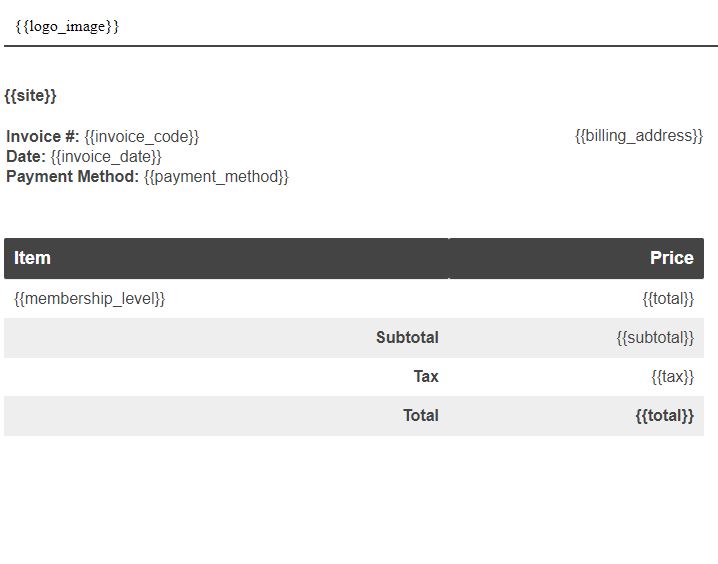 {{logo_image}}
{{site}}
Invoice #: {{invoice_code}}
{{billing_address}}
Date: {{invoice_date}}
Payment Method: {{payment_method}}
Item Price
{{membership_level}} {{total}}
Subtotal {{subtotal}}
Tax {{tax}}
Total {{total}}